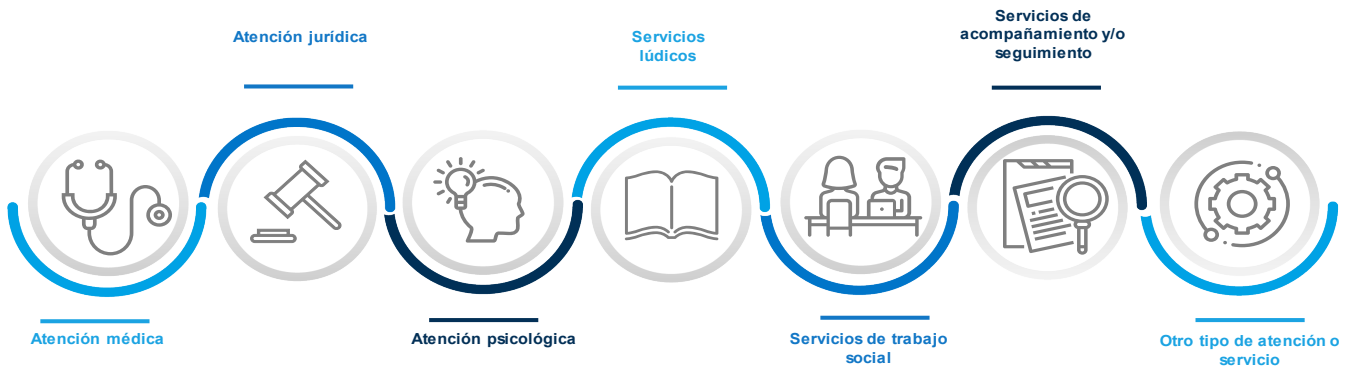 Atención médica
Atención jurídica
Atención psicológica
Servicios
lúdicos
Servicios de trabajo
social
Servicios de
acompañamiento y/o
seguimiento
Otro tipo de atención o
servicio